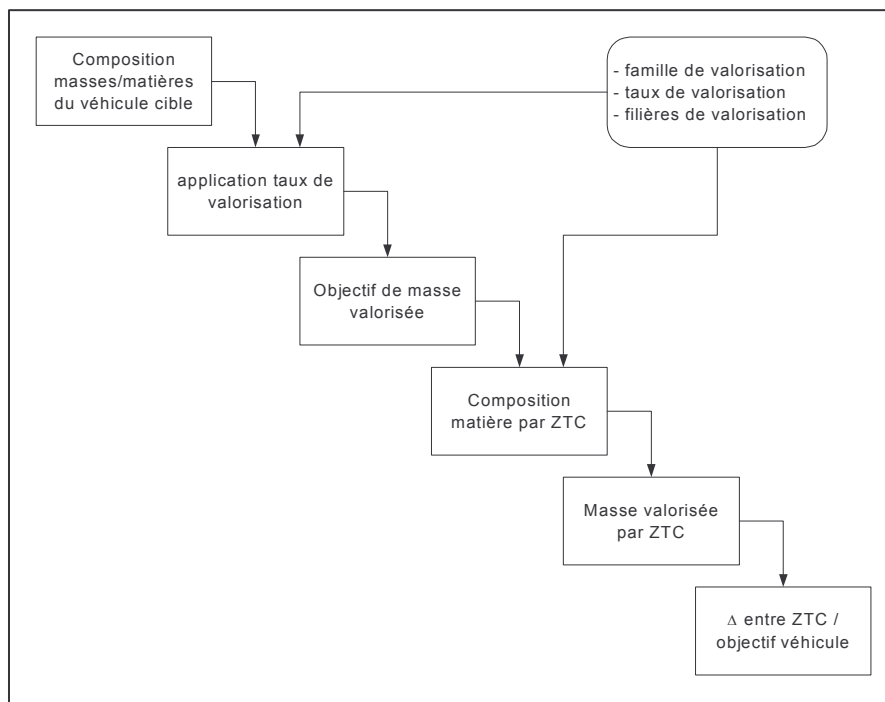 Composition
masses/matières
du véhicule cible
- famille de valorisation
- taux de valorisation
- filières de valorisation
application taux de
valorisation
Objectif de masse
valorisée
Composition
matière par ZTC
Masse valorisée
par ZTC
Δ entre ZTC /
objectif véhicule